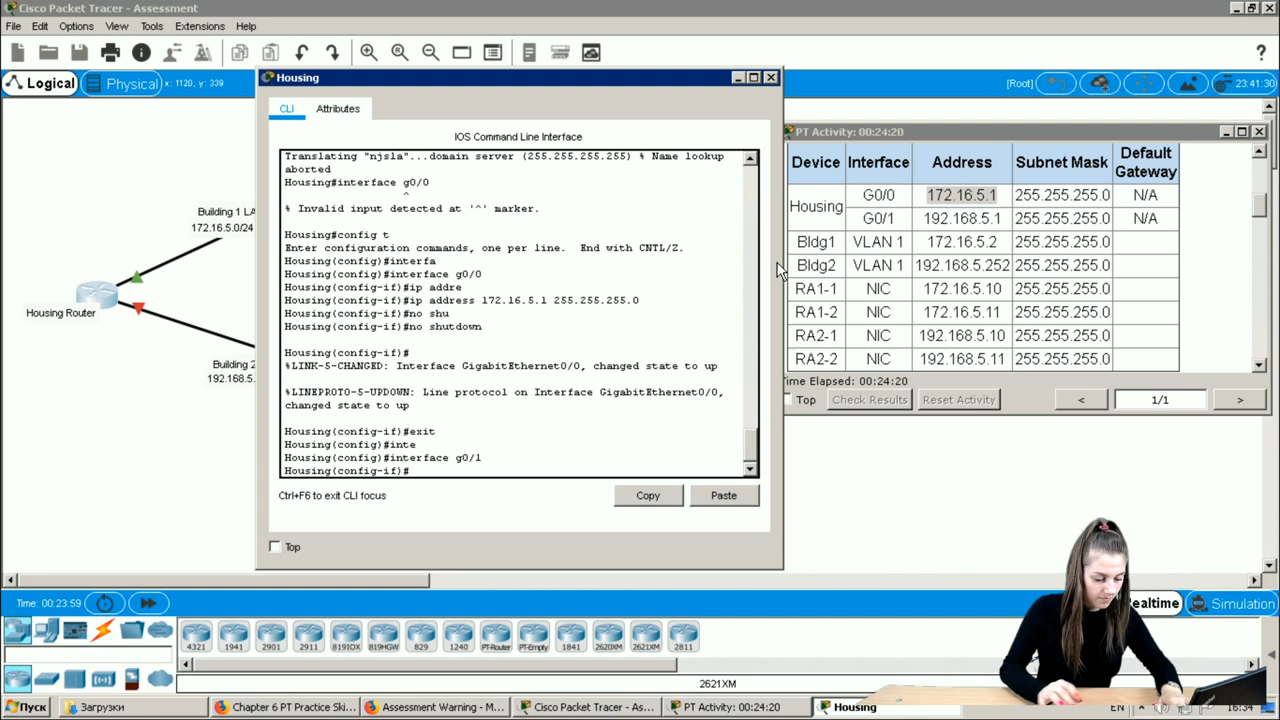 Cisco Packet Tracer - Assessment
File Edit Options View Tools Extensions Help
Logical Physical x: 1120, y: 339 [Root] 23:41:30
Housing
CLI Attributes
IOS Command Line Interface
Translating "njsla"...domain server (255.255.255.255) % Name lookup
aborted
Housing#interface g0/0
^
% Invalid input detected at '^' marker.
Housing#config t
Enter configuration commands, one per line. End with CNTL/Z.
Housing(config)#interfa
Housing(config)#interface g0/0
Housing(config-if)#ip addre
Housing(config-if)#ip address 172.16.5.1 255.255.255.0
Housing(config-if)#no shu
Housing(config-if)#no shutdown
Housing(config-if)#
%LINK-5-CHANGED: Interface GigabitEthernet0/0, changed state to up
%LINEPROTO-5-UPDOWN: Line protocol on Interface GigabitEthernet0/0,
changed state to up
Housing(config-if)#exit
Housing(config)#inte
Housing(config)#interface g0/1
Housing(config-if)#
Ctrl+F6 to exit CLI focus
Copy Paste
Top
Building 1 LA
172.16.5.0/24
Housing Router
Building 2
192.168.5.
PT Activity: 00:24:20
Device Interface Address Subnet Mask Default
Gateway
Housing G0/0 172.16.5.1 255.255.255.0 N/A
G0/1 192.168.5.1 255.255.255.0 N/A
Bldg1 VLAN 1 172.16.5.2 255.255.255.0
Bldg2 VLAN 1 192.168.5.252 255.255.255.0
RA1-1 NIC 172.16.5.10 255.255.255.0
RA1-2 NIC 172.16.5.11 255.255.255.0
RA2-1 NIC 192.168.5.10 255.255.255.0
RA2-2 NIC 192.168.5.11 255.255.255.0
Time Elapsed: 00:24:20
Top Check Results Reset Activity < 1/1 >
Time: 00:23:59 Realtime Simulation
4321 1941 2901 2911 819IOX 819HGW 829 1240 PT-Router PT-Empty 1841 2620XM 2621XM 2811
2621XM
Пуск Загрузки Chapter 6 PT Practice Ski... Assessment Warning - M... Cisco Packet Tracer - As... PT Activity: 00:24:20 Housing EN 16:34